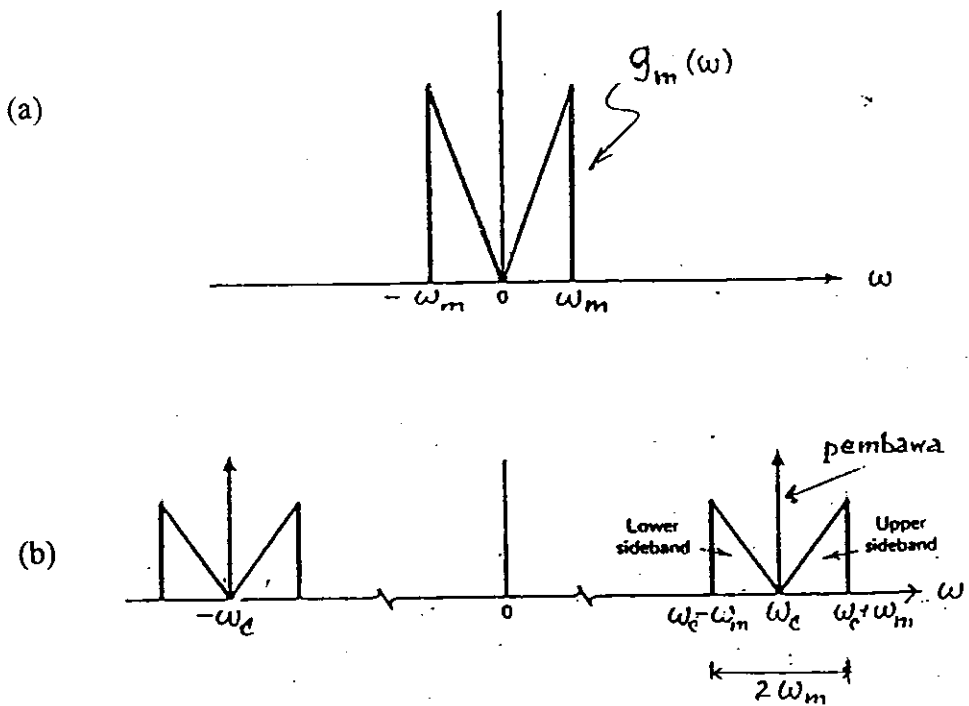 (a)
g_m(ω)
-ω_m 0 ω_m ω
(b)
pembawa
Lower sideband
Upper sideband
-ω_c 0 ω_c-ω_m ω_c ω_c+ω_m ω
2ω_m